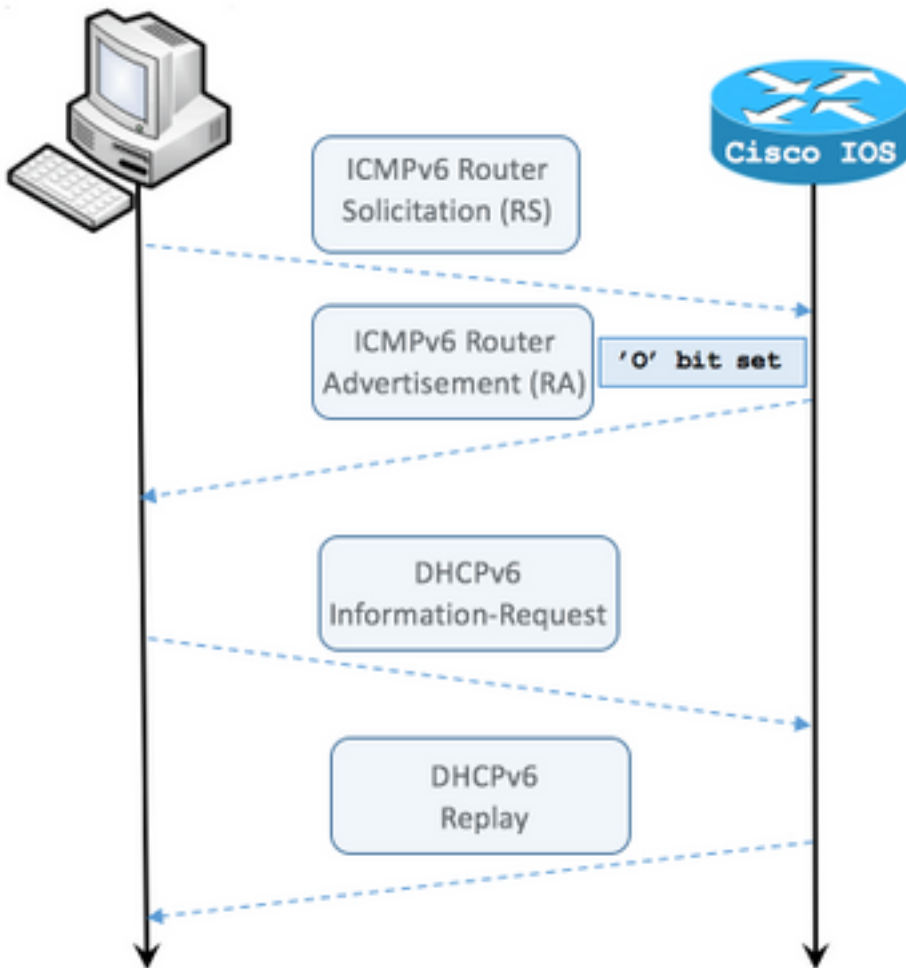 Cisco IOS
ICMPv6 Router
Solicitation (RS)
ICMPv6 Router
Advertisement (RA)
'O' bit set
DHCPv6
Information-Request
DHCPv6
Replay